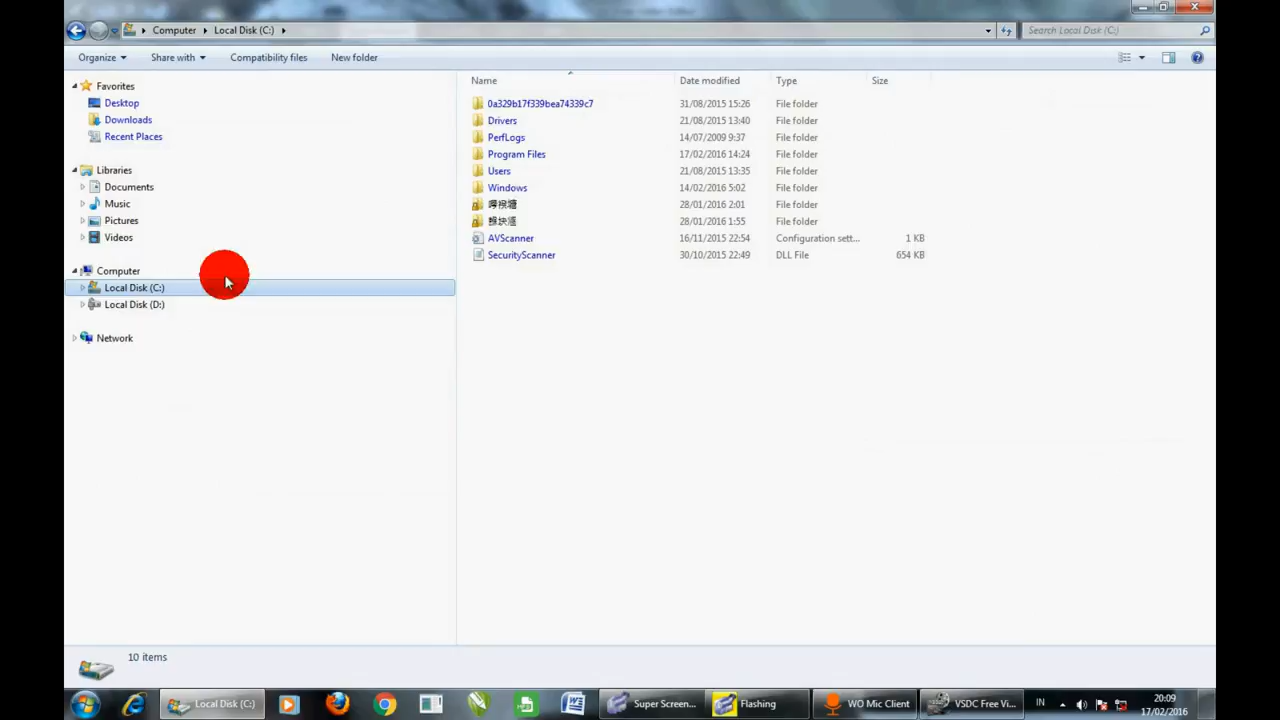 Computer Local Disk (C:)
Search Local Disk (C:)
Organize Share with Compatibility files New folder
Favorites
Desktop
Downloads
Recent Places
Libraries
Documents
Music
Pictures
Videos
Computer
Local Disk (C:)
Local Disk (D:)
Network
Name Date modified Type Size
0a329b17f339bea74339c7 31/08/2015 15:26 File folder
Drivers 21/08/2015 13:40 File folder
PerfLogs 14/07/2009 9:37 File folder
Program Files 17/02/2016 14:24 File folder
Users 21/08/2015 13:35 File folder
Windows 14/02/2016 5:02 File folder
28/01/2016 2:01 File folder
28/01/2016 1:55 File folder
AVScanner 16/11/2015 22:54 Configuration sett... 1 KB
SecurityScanner 30/10/2015 22:49 DLL File 654 KB
10 items
Local Disk (C:) Super Screen... Flashing WO Mic Client VSDC Free Vi... IN 20:09
17/02/2016